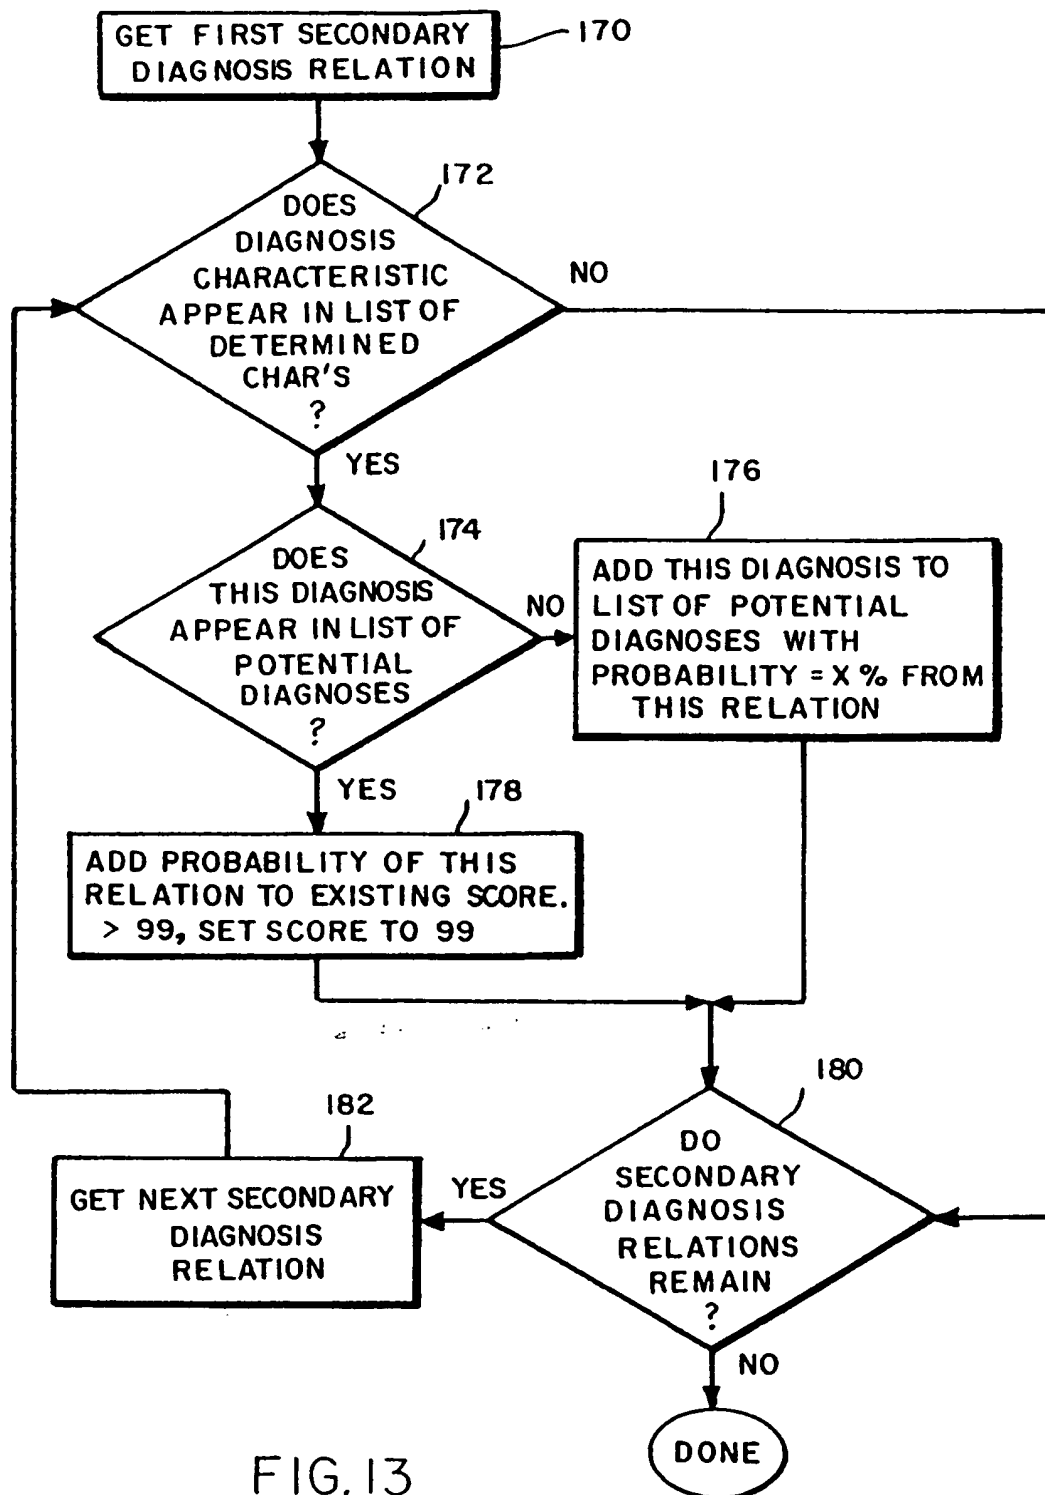 GET FIRST SECONDARY
DIAGNOSIS RELATION
170
DOES
DIAGNOSIS
CHARACTERISTIC
APPEAR IN LIST OF
DETERMINED
CHAR'S
?
172
NO
YES
DOES
THIS DIAGNOSIS
APPEAR IN LIST OF
POTENTIAL
DIAGNOSES
?
174
NO
176
ADD THIS DIAGNOSIS TO
LIST OF POTENTIAL
DIAGNOSES WITH
PROBABILITY = X % FROM
THIS RELATION
YES
178
ADD PROBABILITY OF THIS
RELATION TO EXISTING SCORE.
> 99, SET SCORE TO 99
180
DO
SECONDARY
DIAGNOSIS
RELATIONS
REMAIN
?
YES
182
GET NEXT SECONDARY
DIAGNOSIS
RELATION
NO
DONE
FIG. 13